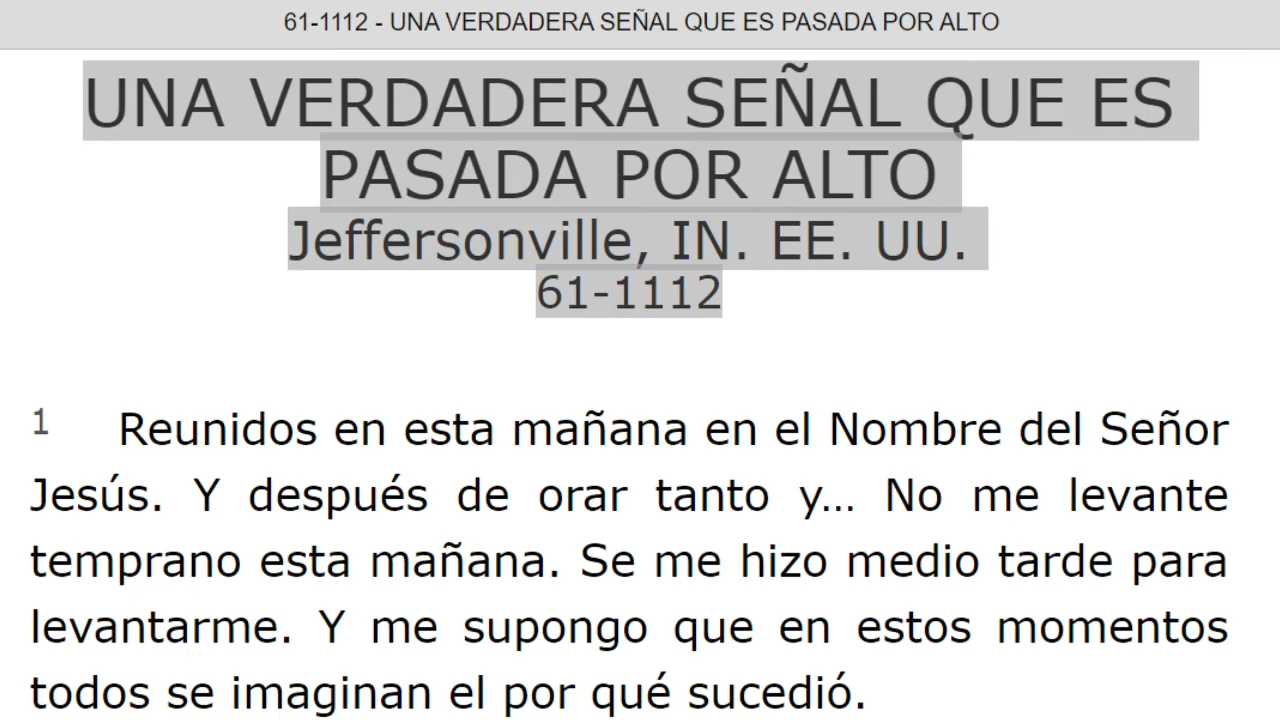 61-1112 - UNA VERDADERA SEÑAL QUE ES PASADA POR ALTO
UNA VERDADERA SEÑAL QUE ES
PASADA POR ALTO
Jeffersonville, IN. EE. UU.
61-1112
1 Reunidos en esta mañana en el Nombre del Señor
Jesús. Y después de orar tanto y… No me levante
temprano esta mañana. Se me hizo medio tarde para
levantarme. Y me supongo que en estos momentos
todos se imaginan el por qué sucedió.